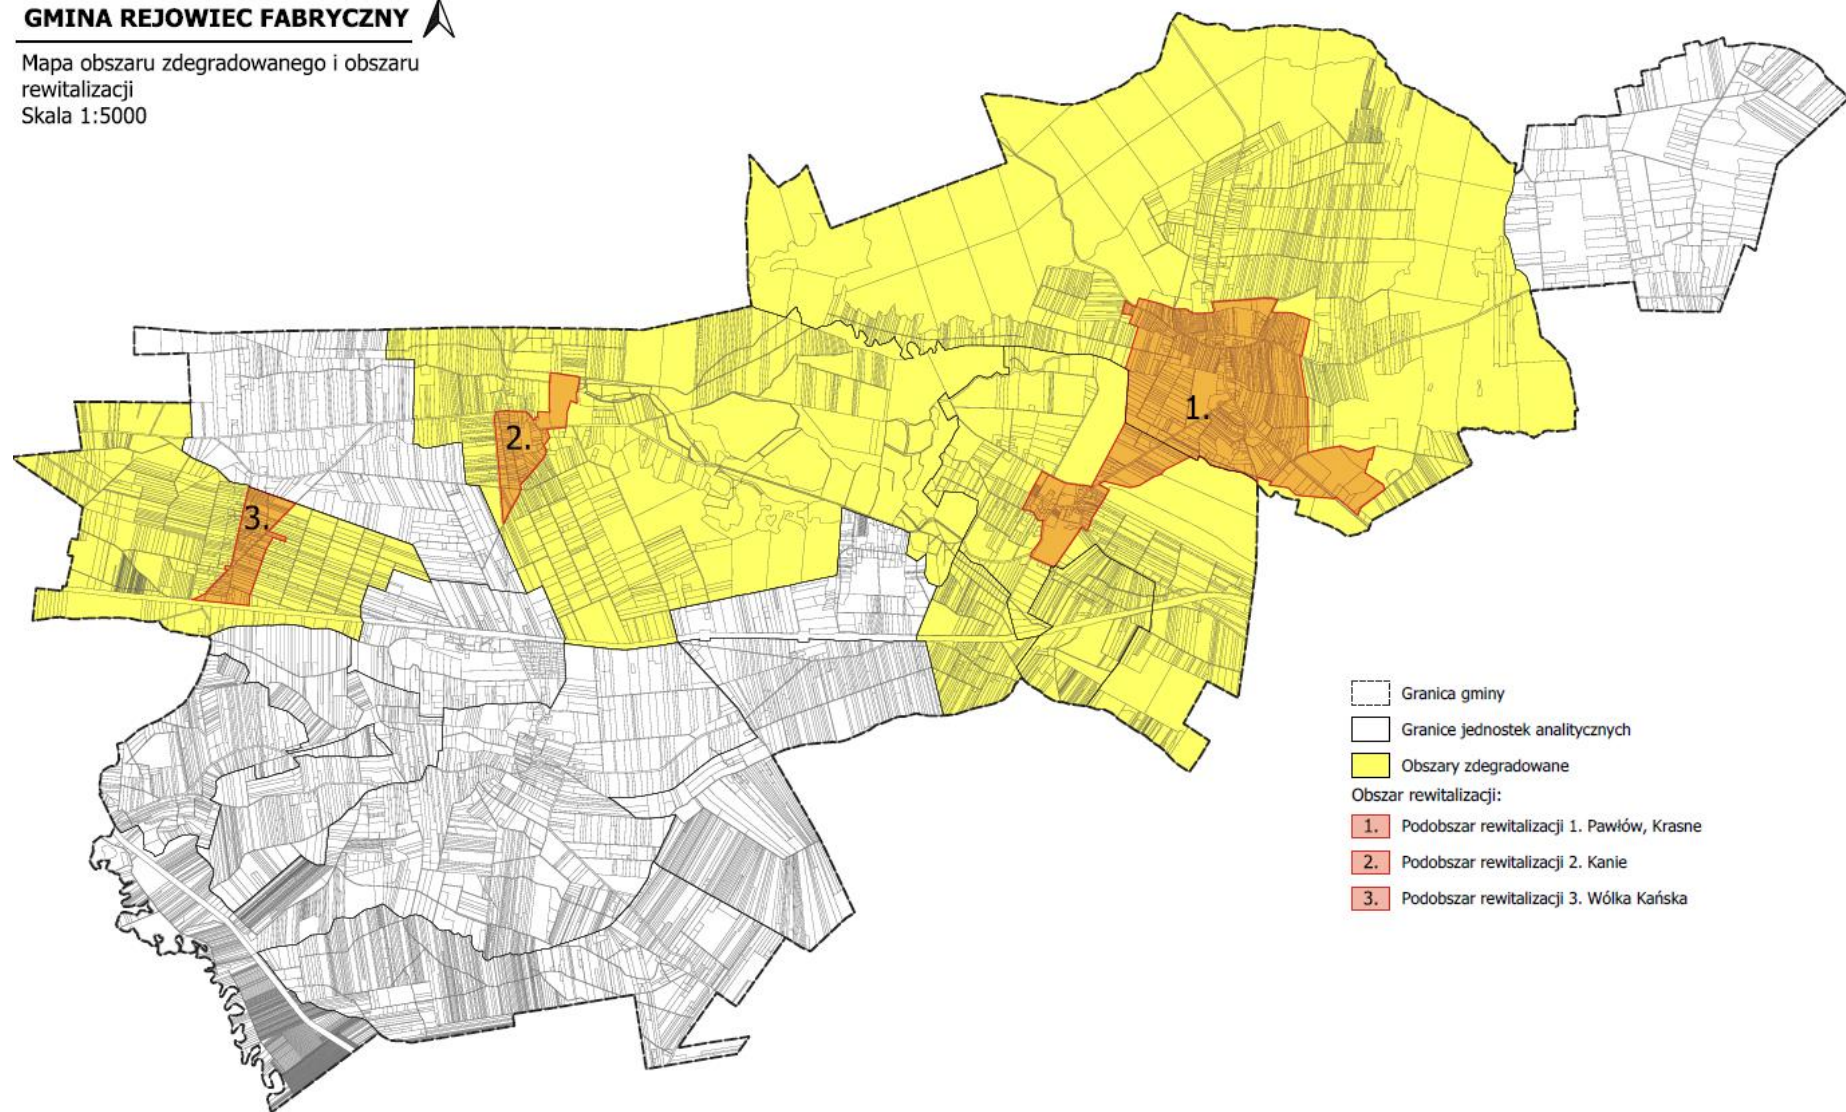 GMINA REJOWIEC FABRYCZNY
Mapa obszaru zdegradowanego i obszaru
rewitalizacji
Skala 1:5000
1.
2.
3.
Granica gminy
Granice jednostek analitycznych
Obszary zdegradowane
Obszar rewitalizacji:
1. Podobszar rewitalizacji 1. Pawłów, Krasne
2. Podobszar rewitalizacji 2. Kanie
3. Podobszar rewitalizacji 3. Wólka Kańska